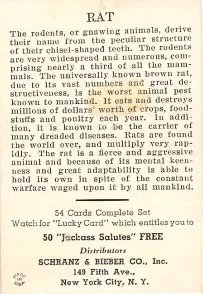 RAT
The rodents, or gnawing animals, derive
their name from the peculiar structure
of their chisel-shaped teeth. The rodents
are very widespread and numerous, com-
prising nearly a third of all the mam-
mals. The universally known brown rat,
due to its vast numbers and great de-
structiveness, is the worst animal pest
known to mankind. It eats and destroys
millions of dollars' worth of crops, food-
stuffs and poultry each year. In addi-
tion, it is known to be the carrier of
many dreaded diseases. Rats are found
the world over, and multiply very rap-
idly. The rat is a fierce and aggressive
animal and because of its mental keen-
ness and great adaptability is able to
hold its own in spite of the constant
warfare waged upon it by all mankind.
54 Cards Complete Set
Watch for "Lucky Card" which entitles you to
50 "Jackass Salutes" FREE
Distributors
SCHRANZ & BIEBER CO., Inc.
149 Fifth Ave.,
New York City, N. Y.
MADE IN